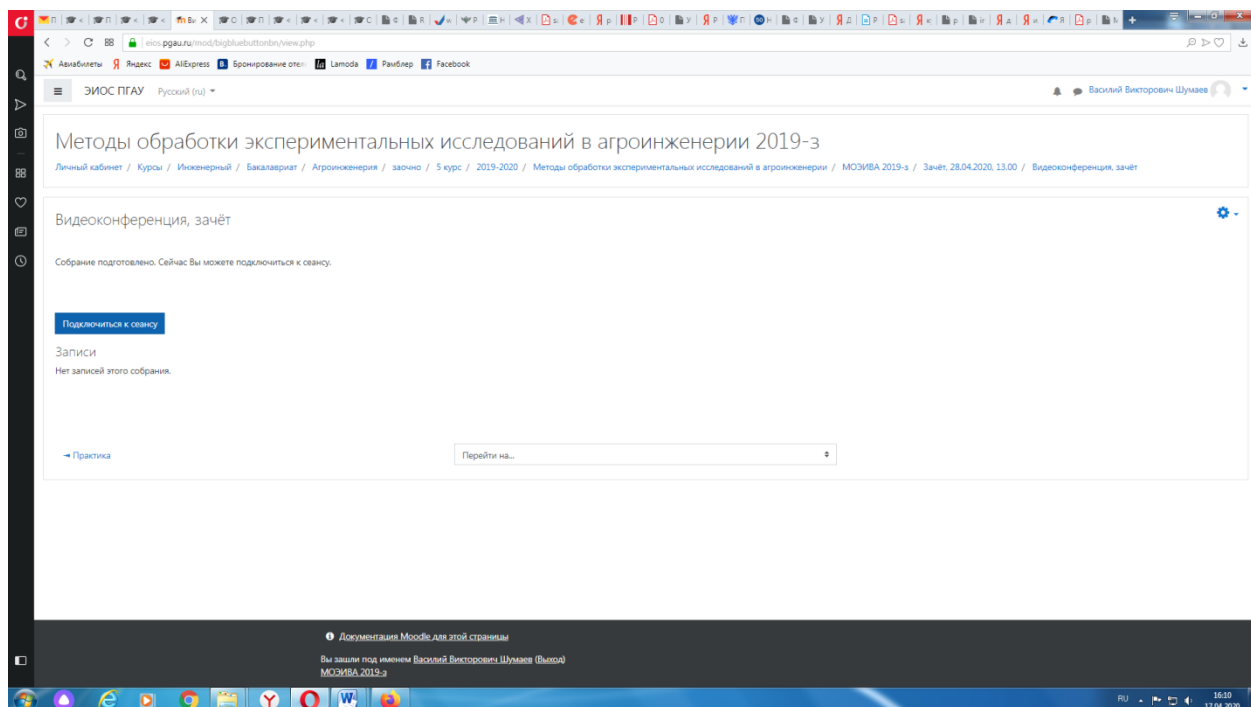 eios.pgau.ru/mod/bigbluebuttonbn/view.php
Авиабилеты Яндекс AliExpress Бронирование отел Lamoda Рамблер Facebook
ЭИОС ПГАУ Русский (ru) Василий Викторович Шумаев
Методы обработки экспериментальных исследований в агроинженерии 2019-з
Личный кабинет / Курсы / Инженерный / Бакалавриат / Агроинженерия / заочно / 5 курс / 2019-2020 / Методы обработки экспериментальных исследований в агроинженерии / МОЭИВА 2019-з / Зачёт, 28.04.2020, 13.00 / Видеоконференция, зачёт
Видеоконференция, зачёт
Собрание подготовлено. Сейчас Вы можете подключиться к сеансу.
Подключиться к сеансу
Записи
Нет записей этого собрания.
◄ Практика Перейти на...
Документация Moodle для этой страницы
Вы зашли под именем Василий Викторович Шумаев (Выход)
МОЭИВА 2019-з
RU 16:10
17.04.2020